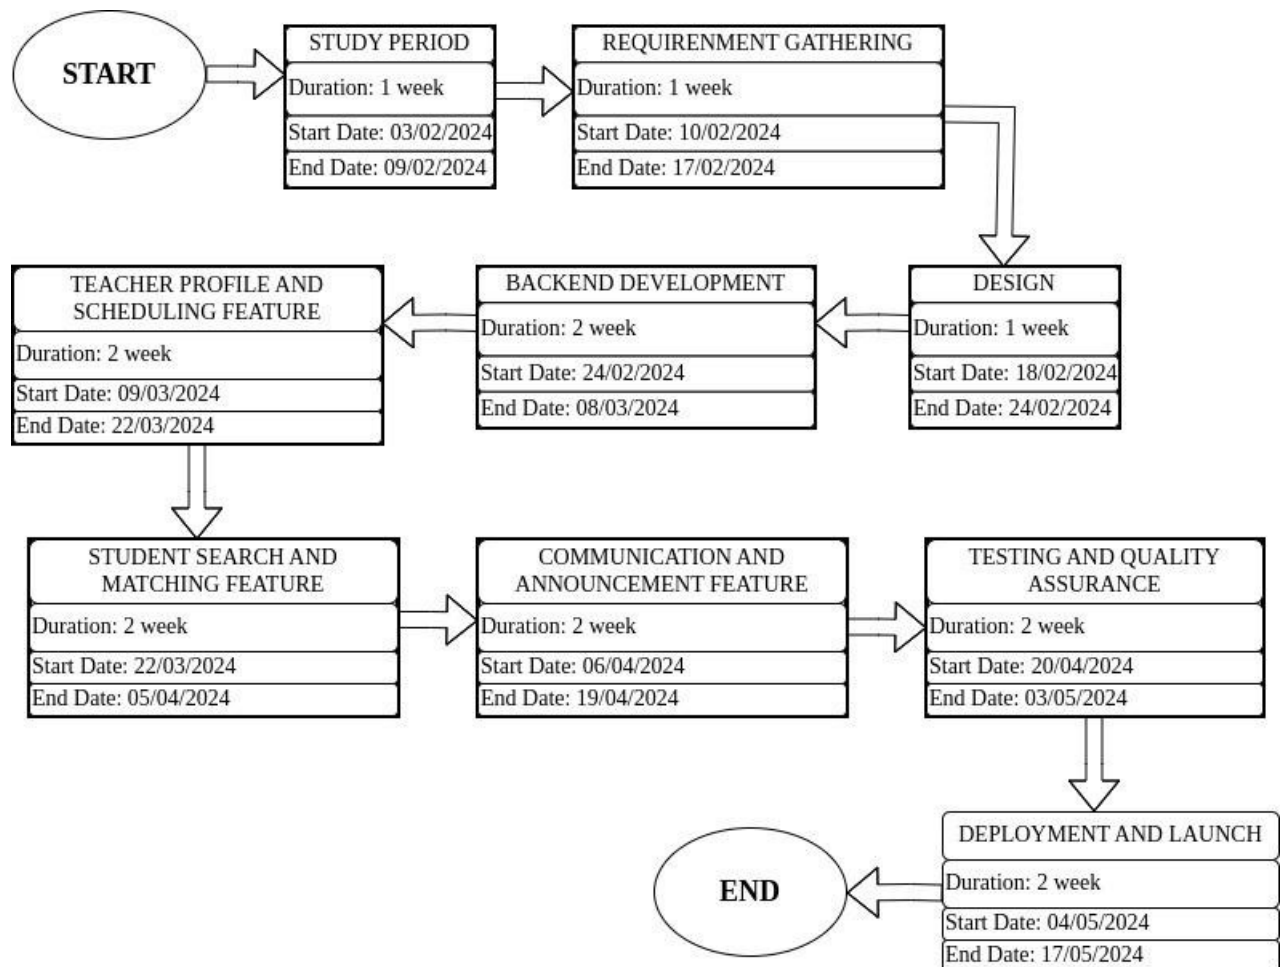 START
STUDY PERIOD
Duration: 1 week
Start Date: 03/02/2024
End Date: 09/02/2024
REQUIRENMENT GATHERING
Duration: 1 week
Start Date: 10/02/2024
End Date: 17/02/2024
DESIGN
Duration: 1 week
Start Date: 18/02/2024
End Date: 24/02/2024
BACKEND DEVELOPMENT
Duration: 2 week
Start Date: 24/02/2024
End Date: 08/03/2024
TEACHER PROFILE AND
SCHEDULING FEATURE
Duration: 2 week
Start Date: 09/03/2024
End Date: 22/03/2024
STUDENT SEARCH AND
MATCHING FEATURE
Duration: 2 week
Start Date: 22/03/2024
End Date: 05/04/2024
COMMUNICATION AND
ANNOUNCEMENT FEATURE
Duration: 2 week
Start Date: 06/04/2024
End Date: 19/04/2024
TESTING AND QUALITY
ASSURANCE
Duration: 2 week
Start Date: 20/04/2024
End Date: 03/05/2024
DEPLOYMENT AND LAUNCH
Duration: 2 week
Start Date: 04/05/2024
End Date: 17/05/2024
END